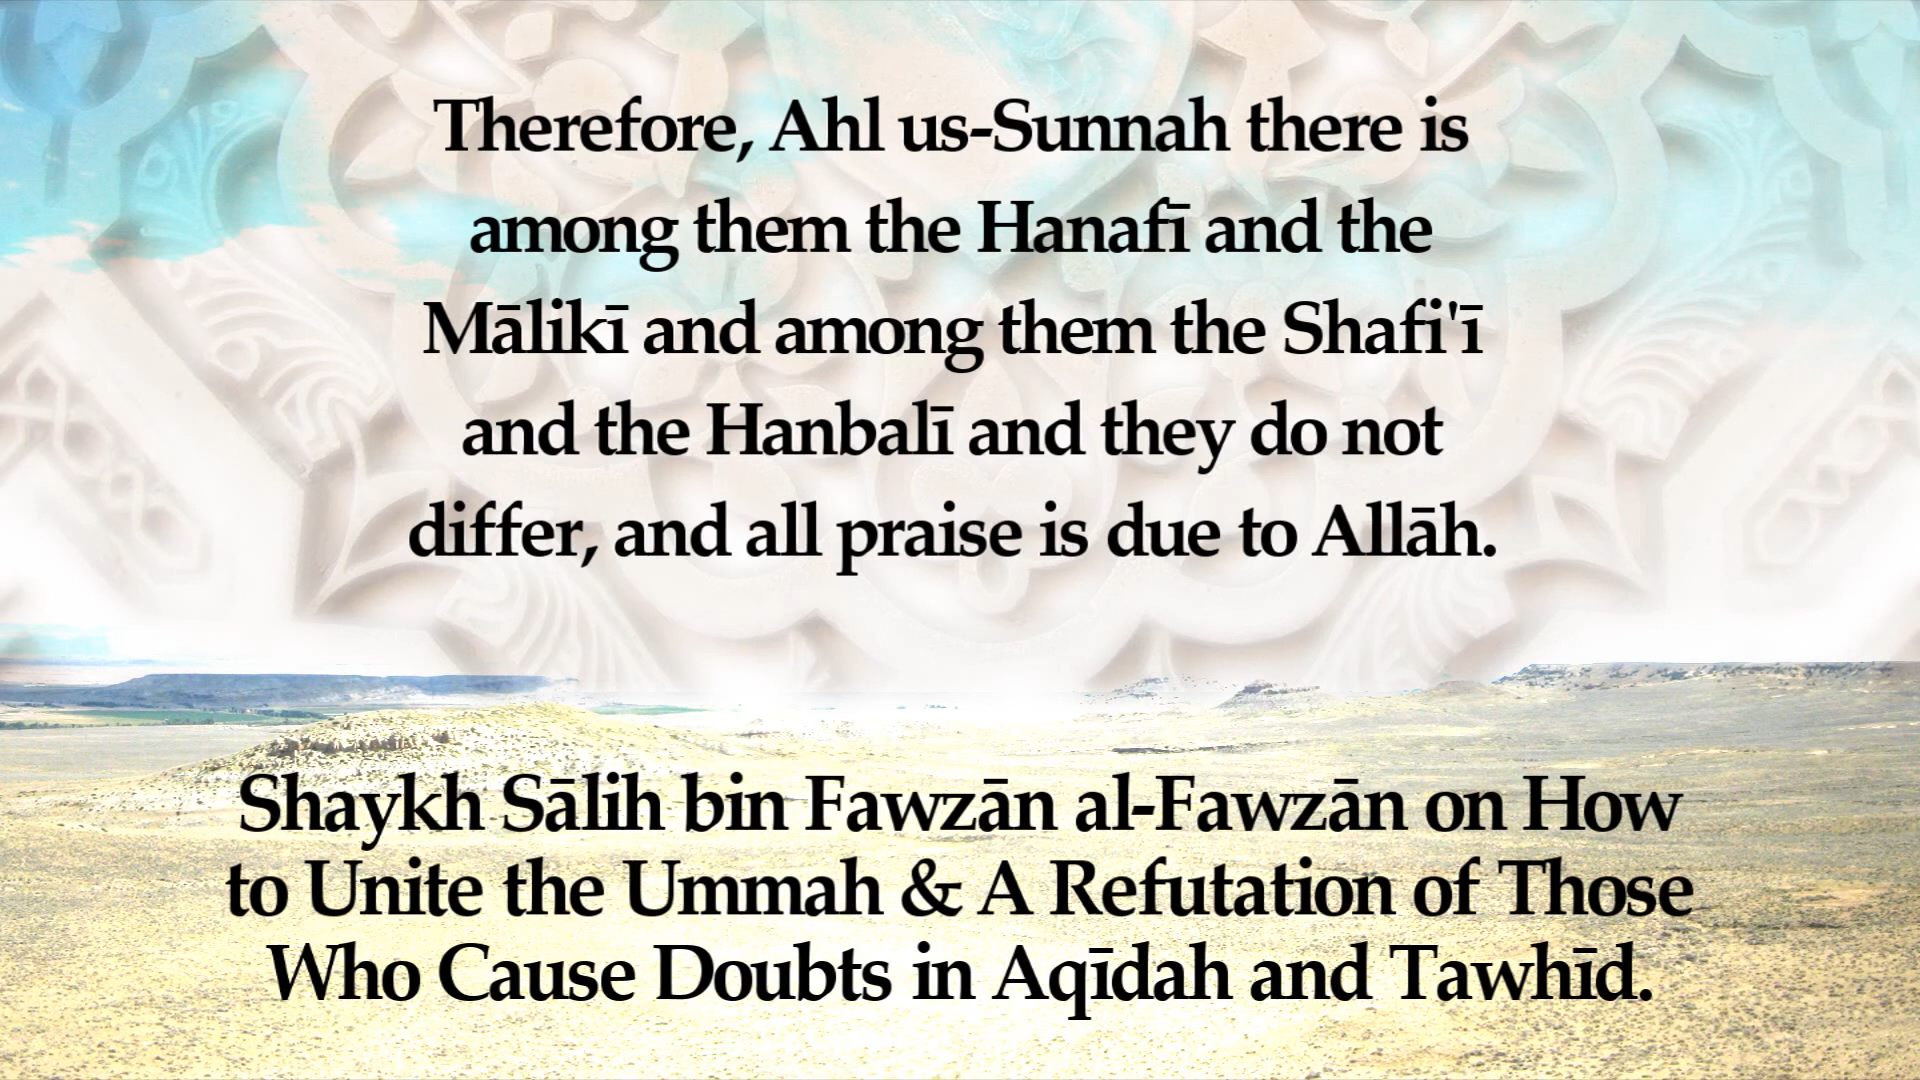 Therefore, Ahl us-Sunnah there is
among them the Hanafī and the
Mālikī and among them the Shafi'ī
and the Hanbalī and they do not
differ, and all praise is due to Allāh.
Shaykh Sālih bin Fawzān al-Fawzān on How
to Unite the Ummah & A Refutation of Those
Who Cause Doubts in Aqīdah and Tawhīd.